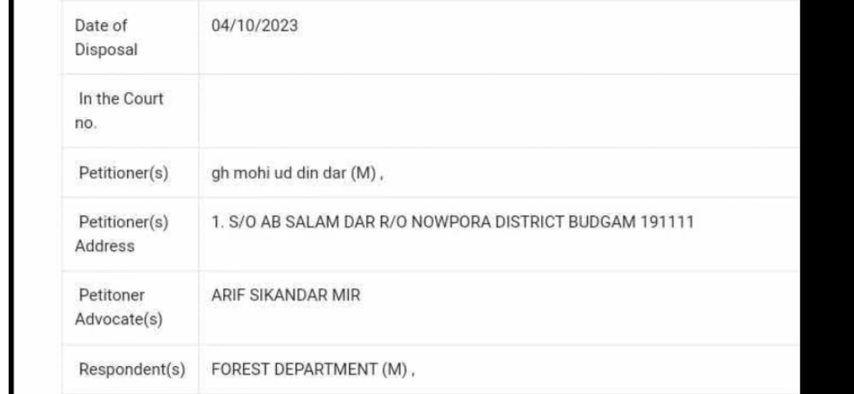 Date of 04/10/2023
Disposal
In the Court
no.
Petitioner(s) gh mohi ud din dar (M) ,
Petitioner(s) 1. S/O AB SALAM DAR R/O NOWPORA DISTRICT BUDGAM 191111
Address
Petitoner ARIF SIKANDAR MIR
Advocate(s)
Respondent(s) FOREST DEPARTMENT (M) ,